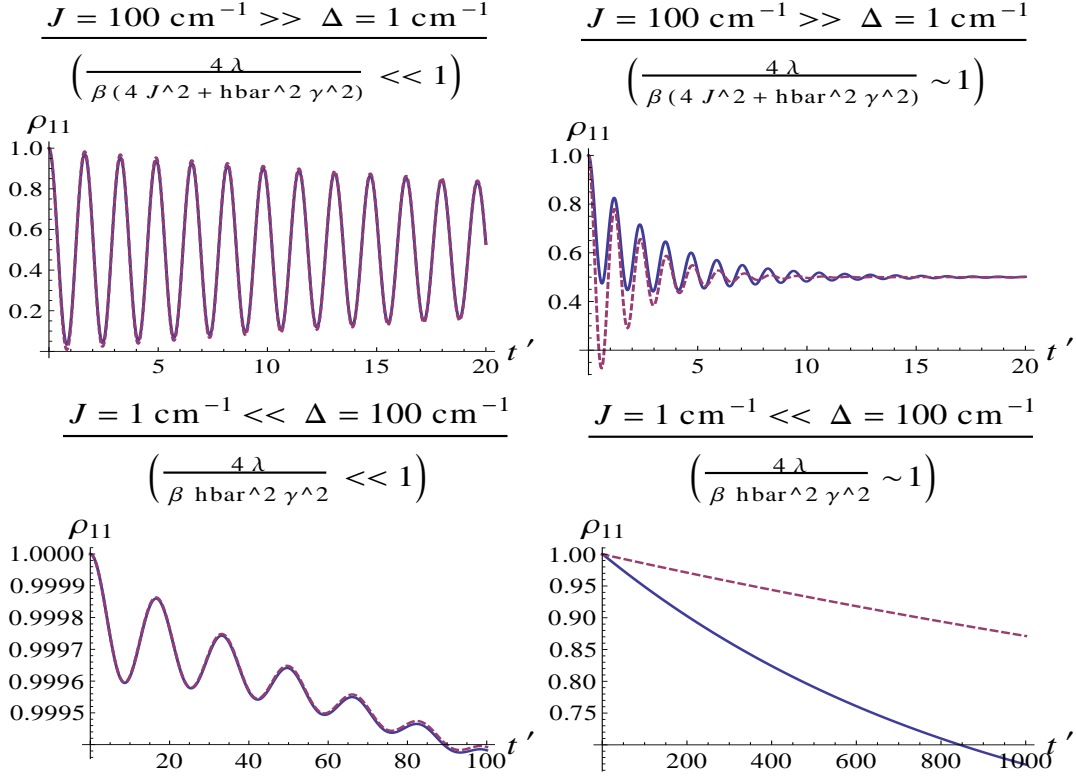 J = 100 cm⁻¹ >> Δ = 1 cm⁻¹
(4 λ / β (4 J^2 + hbar^2 γ^2) << 1)
ρ₁₁
1.0
0.8
0.6
0.4
0.2
5 10 15 20 t ′
J = 100 cm⁻¹ >> Δ = 1 cm⁻¹
(4 λ / β (4 J^2 + hbar^2 γ^2) ~ 1)
ρ₁₁
1.0
0.8
0.6
0.4
5 10 15 20 t ′
J = 1 cm⁻¹ << Δ = 100 cm⁻¹
(4 λ / β hbar^2 γ^2 << 1)
ρ₁₁
1.0000
0.9999
0.9998
0.9997
0.9996
0.9995
20 40 60 80 100 t ′
J = 1 cm⁻¹ << Δ = 100 cm⁻¹
(4 λ / β hbar^2 γ^2 ~ 1)
ρ₁₁
1.00
0.95
0.90
0.85
0.80
0.75
200 400 600 800 1000 t ′